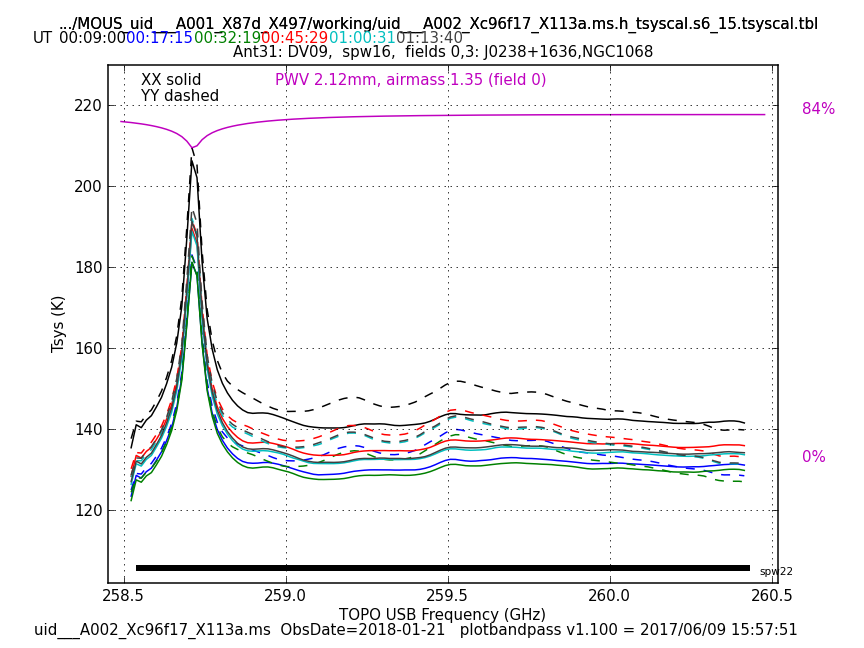 .../MOUS_uid___A001_X87d_X497/working/uid___A002_Xc96f17_X113a.ms.h_tsyscal.s6_15.tsyscal.tbl
UT 00:09:00 00:17:15 00:32:19 00:45:29 01:00:31 01:13:40
Ant31: DV09,  spw16,  fields 0,3: J0238+1636,NGC1068
XX solid
PWV 2.12mm, airmass 1.35 (field 0)
YY dashed
84%
0%
220
200
180
160
140
120
Tsys (K)
spw22
258.5
259.0
259.5
260.0
260.5
TOPO USB Frequency (GHz)
uid___A002_Xc96f17_X113a.ms  ObsDate=2018-01-21   plotbandpass v1.100 = 2017/06/09 15:57:51